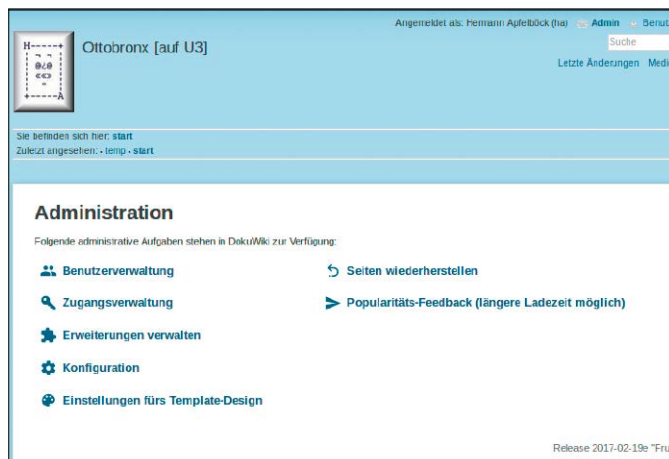 Angemeldet als: Hermann Apfelböck (ha) Admin
Ottobronx [auf U3]
Suche
Letzte Änderungen
Sie befinden sich hier: start
Zuletzt angesehen: • temp • start
Administration
Folgende administrative Aufgaben stehen in DokuWiki zur Verfügung:
Benutzerverwaltung
Zugangsverwaltung
Erweiterungen verwalten
Konfiguration
Einstellungen fürs Template-Design
Seiten wiederherstellen
Popularitäts-Feedback (längere Ladezeit möglich)
Release 2017-02-19e "Fru